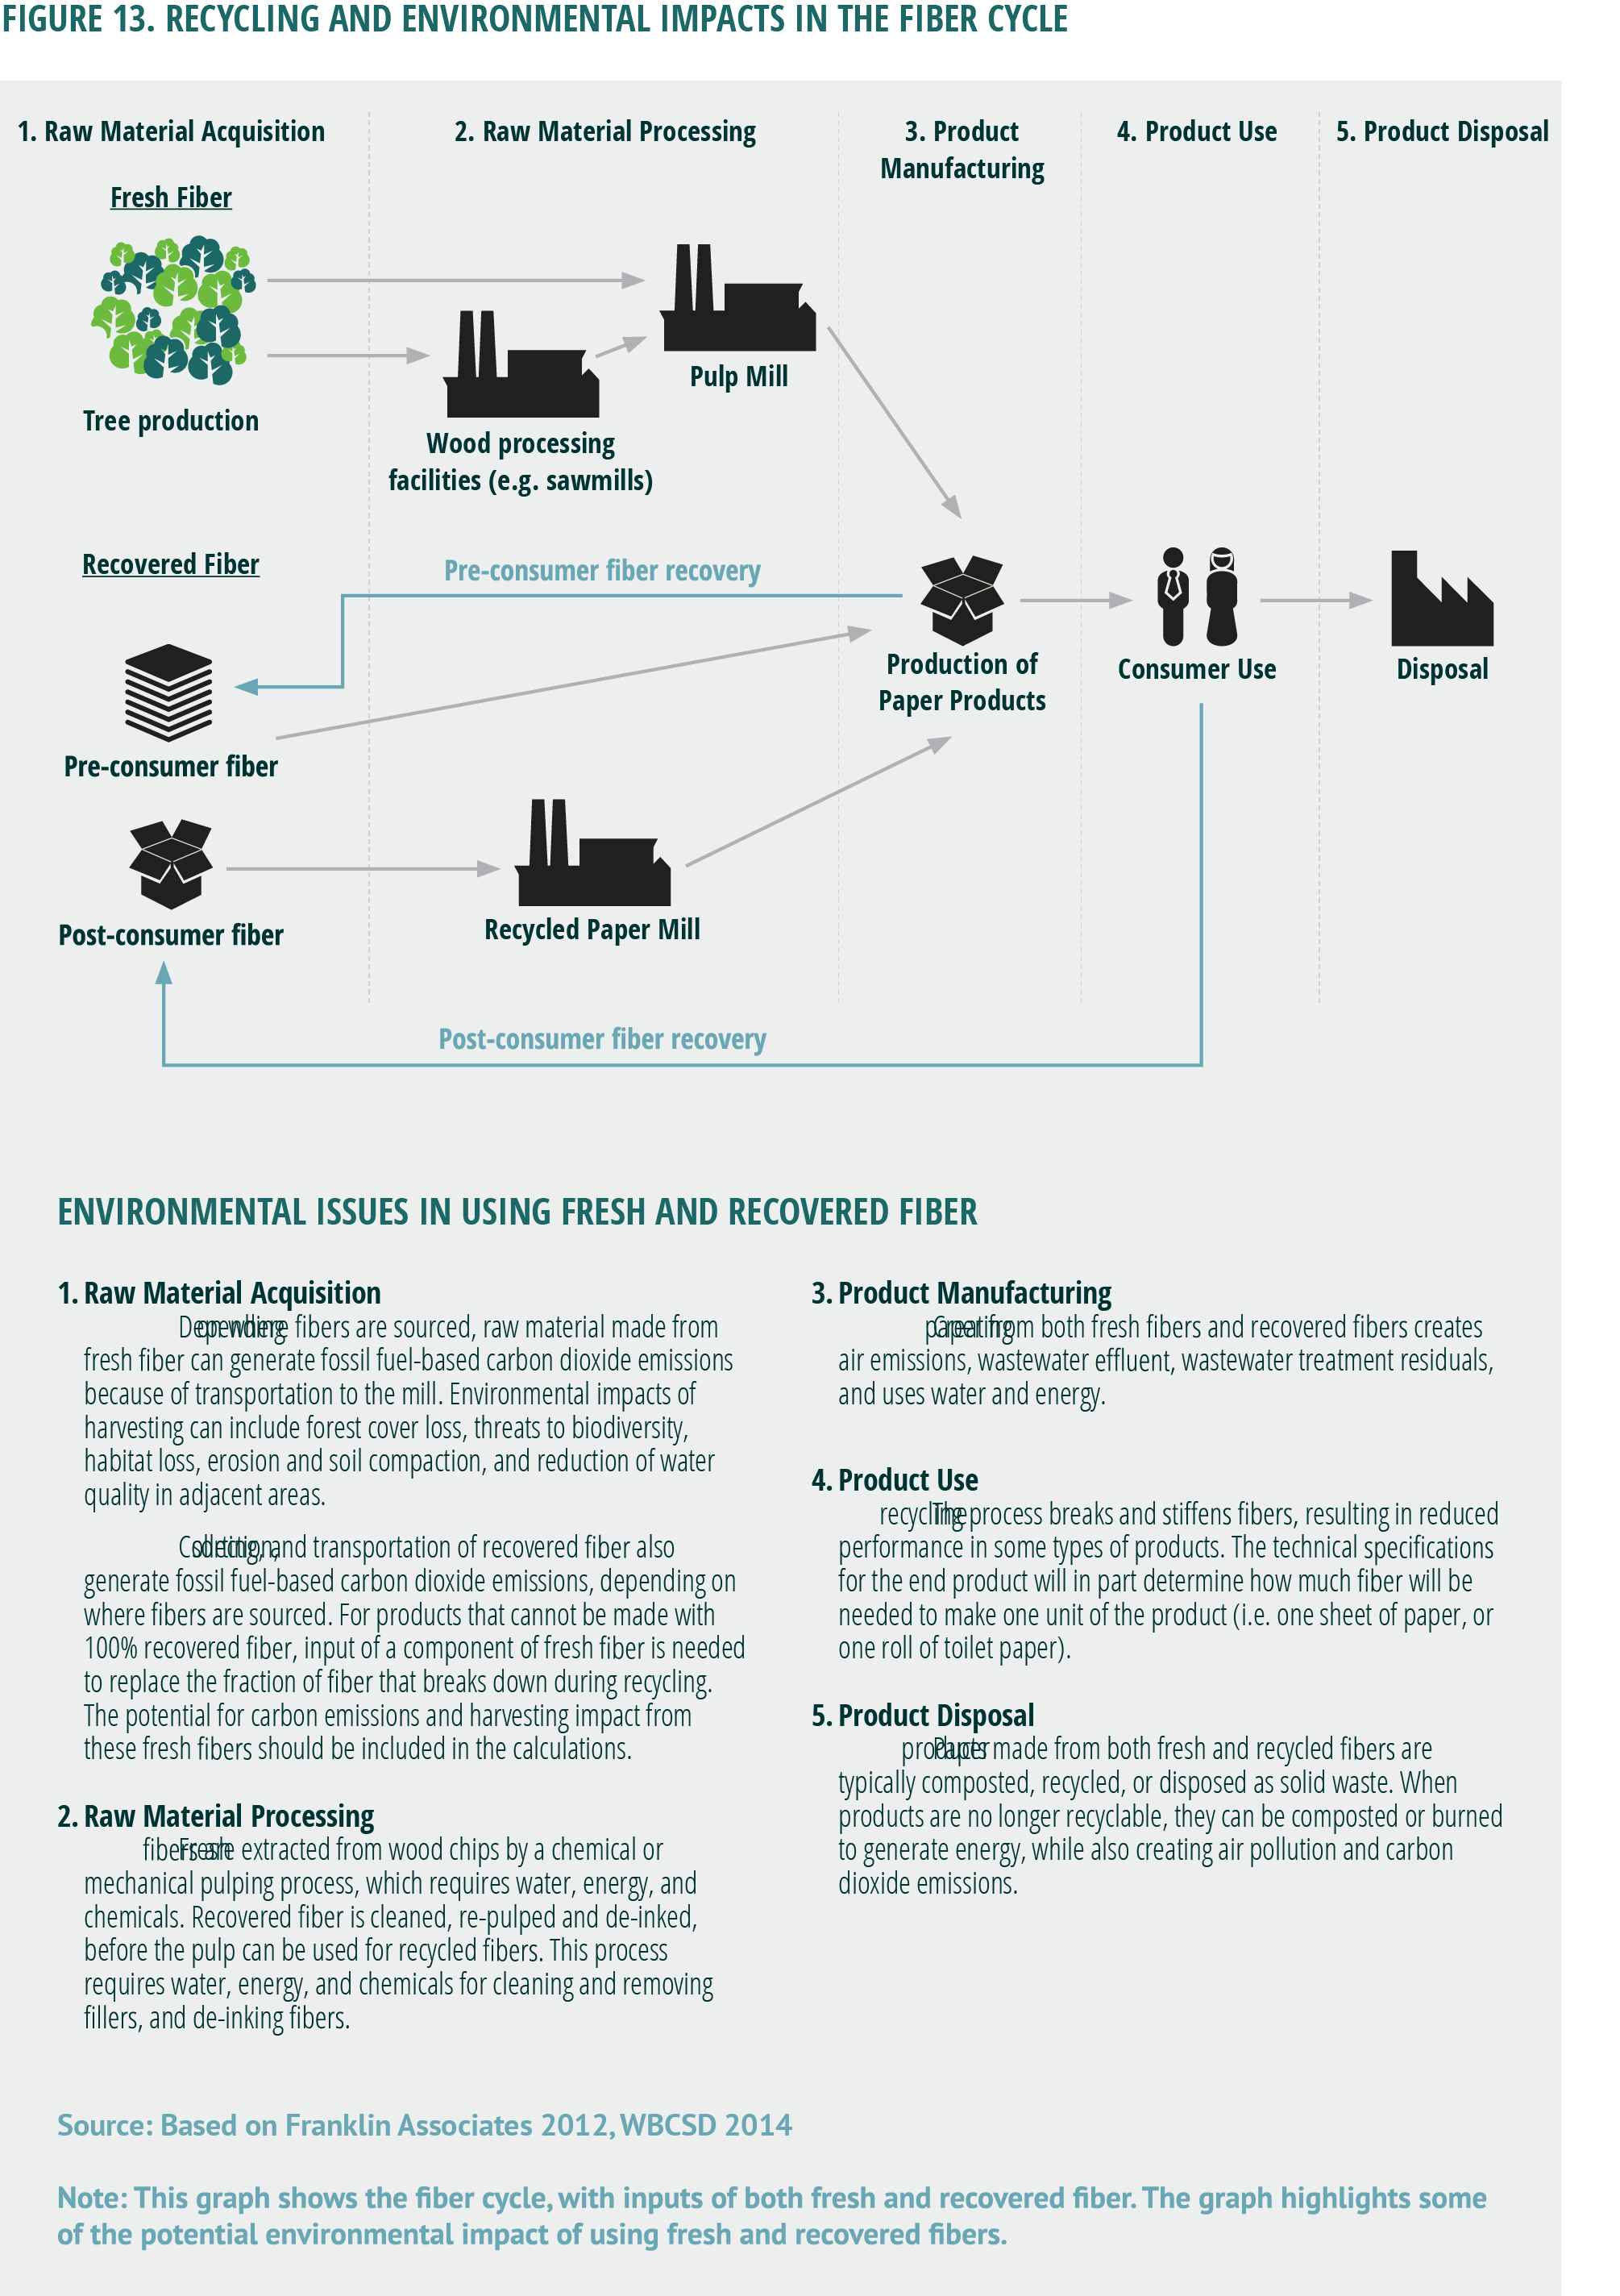 FIGURE 13. RECYCLING AND ENVIRONMENTAL IMPACTS IN THE FIBER CYCLE
1. Raw Material Acquisition
2. Raw Material Processing
3. Product
Manufacturing
4. Product Use
5. Product Disposal
Fresh Fiber
Tree production
Pulp Mill
Wood processing
facilities (e.g. sawmills)
Recovered Fiber
Pre-consumer fiber recovery
Production of
Paper Products
Consumer Use
Disposal
Pre-consumer fiber
Post-consumer fiber
Recycled Paper Mill
Post-consumer fiber recovery
ENVIRONMENTAL ISSUES IN USING FRESH AND RECOVERED FIBER
1. Raw Material Acquisition
Depending on where fibers are sourced, raw material made from
fresh fiber can generate fossil fuel-based carbon dioxide emissions
because of transportation to the mill. Environmental impacts of
harvesting can include forest cover loss, threats to biodiversity,
habitat loss, erosion and soil compaction, and reduction of water
quality in adjacent areas.
Collection, sorting, and transportation of recovered fiber also
generate fossil fuel-based carbon dioxide emissions, depending on
where fibers are sourced. For products that cannot be made with
100% recovered fiber, input of a component of fresh fiber is needed
to replace the fraction of fiber that breaks down during recycling.
The potential for carbon emissions and harvesting impact from
these fresh fibers should be included in the calculations.
2. Raw Material Processing
Fresh fibers are extracted from wood chips by a chemical or
mechanical pulping process, which requires water, energy, and
chemicals. Recovered fiber is cleaned, re-pulped and de-inked,
before the pulp can be used for recycled fibers. This process
requires water, energy, and chemicals for cleaning and removing
fillers, and de-inking fibers.
3. Product Manufacturing
Creating paper from both fresh fibers and recovered fibers creates
air emissions, wastewater effluent, wastewater treatment residuals,
and uses water and energy.
4. Product Use
The recycling process breaks and stiffens fibers, resulting in reduced
performance in some types of products. The technical specifications
for the end product will in part determine how much fiber will be
needed to make one unit of the product (i.e. one sheet of paper, or
one roll of toilet paper).
5. Product Disposal
Paper products made from both fresh and recycled fibers are
typically composted, recycled, or disposed as solid waste. When
products are no longer recyclable, they can be composted or burned
to generate energy, while also creating air pollution and carbon
dioxide emissions.
Source: Based on Franklin Associates 2012, WBCSD 2014
Note: This graph shows the fiber cycle, with inputs of both fresh and recovered fiber. The graph highlights some
of the potential environmental impact of using fresh and recovered fibers.